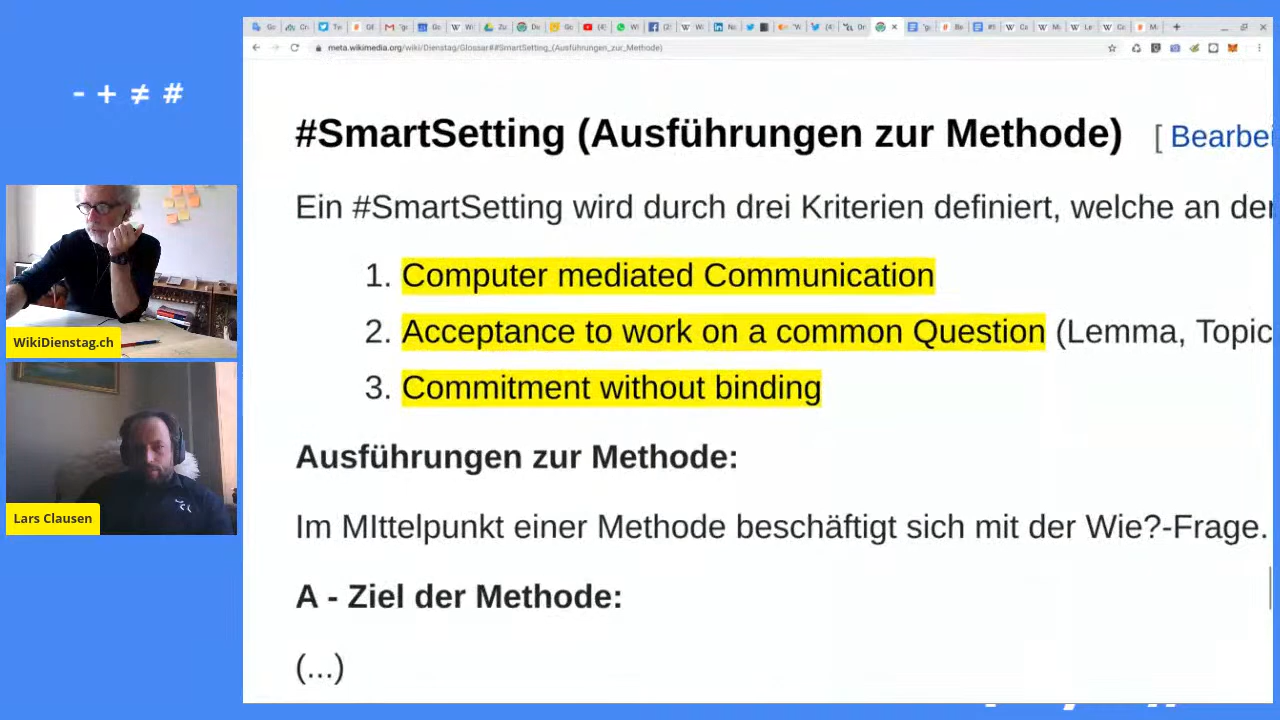 - + ≠ #
meta.wikimedia.org/wiki/Dienstag/Glossar##SmartSetting_(Ausführungen_zur_Methode)
#SmartSetting (Ausführungen zur Methode) [ Bearbei
Ein #SmartSetting wird durch drei Kriterien definiert, welche an der
1. Computer mediated Communication
2. Acceptance to work on a common Question (Lemma, Topic
3. Commitment without binding
Ausführungen zur Methode:
Im MIttelpunkt einer Methode beschäftigt sich mit der Wie?-Frage.
A - Ziel der Methode:
(...)
WikiDienstag.ch
Lars Clausen